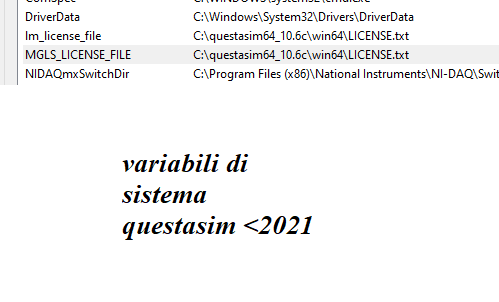 ComSpec C:\WINDOWS\system32\cmd.exe
DriverData C:\Windows\System32\Drivers\DriverData
lm_license_file C:\questasim64_10.6c\win64\LICENSE.txt
MGLS_LICENSE_FILE C:\questasim64_10.6c\win64\LICENSE.txt
NIDAQmxSwitchDir C:\Program Files (x86)\National Instruments\NI-DAQ\Swit
variabili di
sistema
questasim <2021